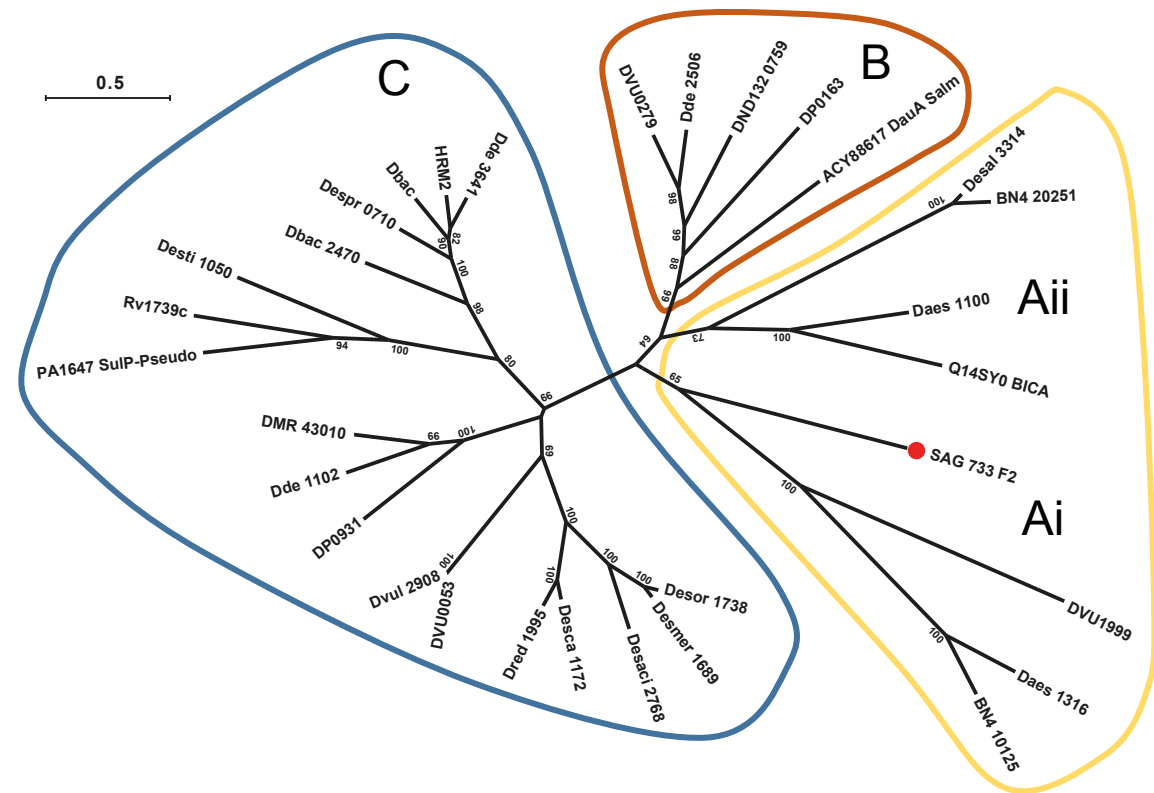 0.5
C
B
Aii
Ai
DVU0279
Dde 2506
DND132 0759
DP0163
ACY88617 DauA Salm
98
99
88
99
Desal 3314
BN4 20251
100
Daes 1100
Q14SY0 BICA
100
73
64
65
SAG 733 F2
100
DVU1999
100
Daes 1316
BN4 10125
Dde 3641
HRM2
Dbac
Despr 0710
Dbac 2470
82
90
100
98
Desti 1050
Rv1739c
PA1647 SulP-Pseudo
94
100
80
66
DMR 43010
Dde 1102
DP0931
99
100
69
Dvul 2908
DVU0053
100
100
Dred 1995
Desca 1172
100
100
100
Desaci 2768
Desmer 1689
Desor 1738